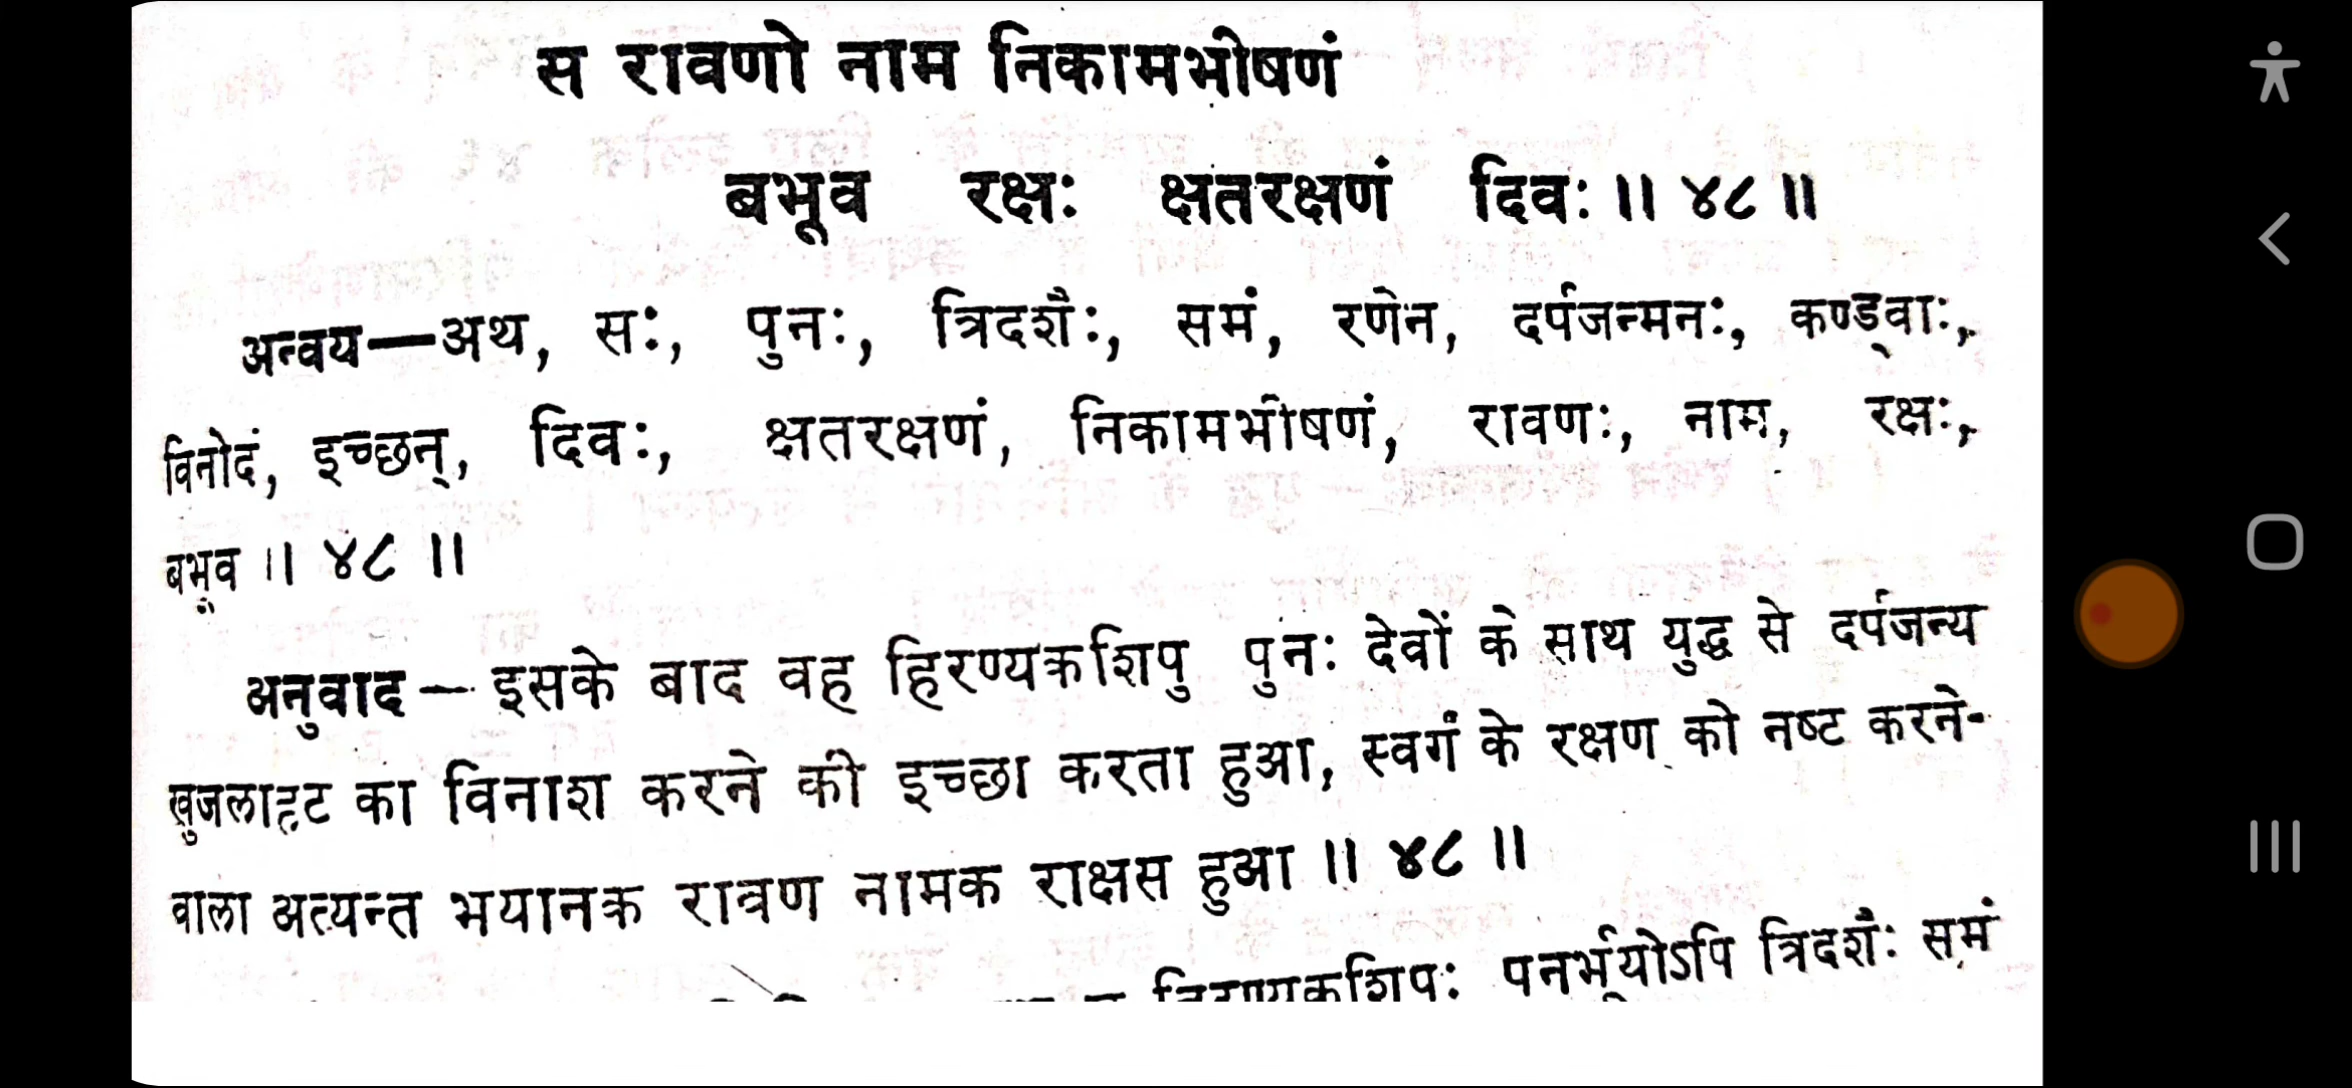 स रावणो नाम निकामभीषणं
बभूव रक्षः क्षतरक्षणं दिवः ॥ ४८ ॥
अन्वय—अथ, सः, पुनः, त्रिदशैः, समं, रणेन, दर्पजन्मनः, कण्ड्वाः,
विनोदं, इच्छन्, दिवः, क्षतरक्षणं, निकामभीषणं, रावणः, नाम, रक्षः,
बभूव ॥ ४८ ॥
अनुवाद — इसके बाद वह हिरण्यकशिपु पुनः देवों के साथ युद्ध से दर्पजन्य
खुजलाहट का विनाश करने की इच्छा करता हुआ, स्वर्ग के रक्षण को नष्ट करने-
वाला अत्यन्त भयानक रावण नामक राक्षस हुआ ॥ ४८ ॥
हिरण्यकशिपुः पुनर्भूयोऽपि त्रिदशैः समं